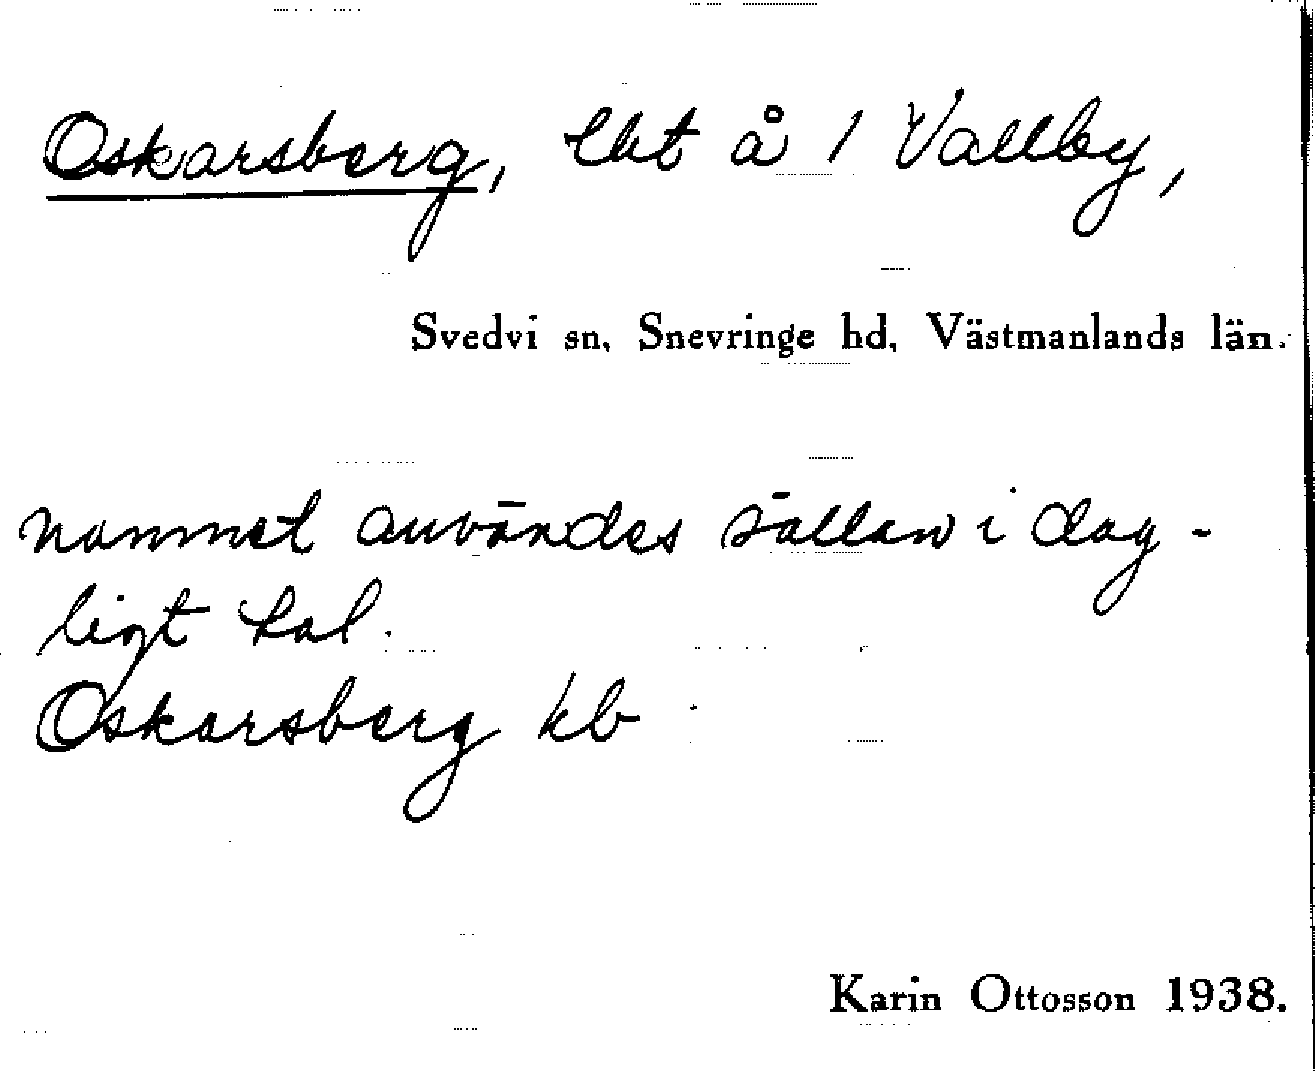 Oskarsberg, lht å 1 Vallby,
Svedvi sn, Snevringe hd, Västmanlands län.
namnet användes sällan i dag-
ligt tal.
Oskarsberg kb
Karin Ottosson 1938.